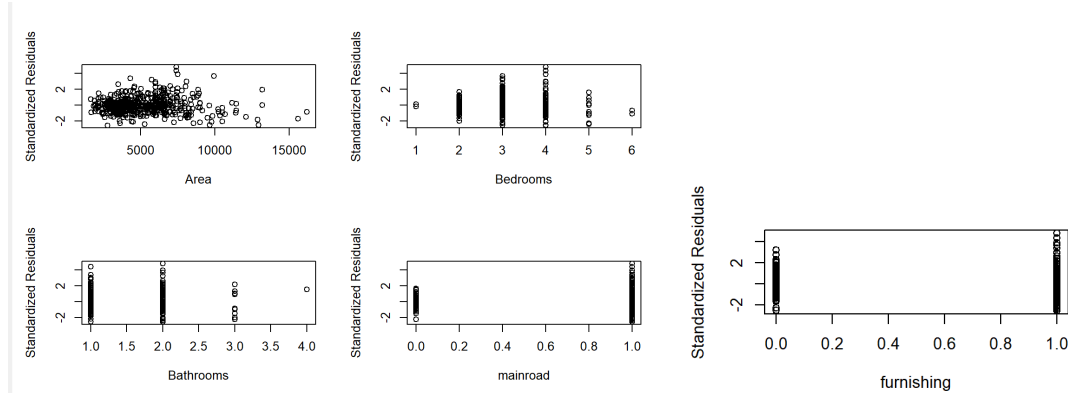 Standardized Residuals
2
-2
5000 10000 15000
Area
Standardized Residuals
2
-2
1 2 3 4 5 6
Bedrooms
Standardized Residuals
2
-2
1.0 1.5 2.0 2.5 3.0 3.5 4.0
Bathrooms
Standardized Residuals
2
-2
0.0 0.2 0.4 0.6 0.8 1.0
mainroad
Standardized Residuals
2
-2
0.0 0.2 0.4 0.6 0.8 1.0
furnishing